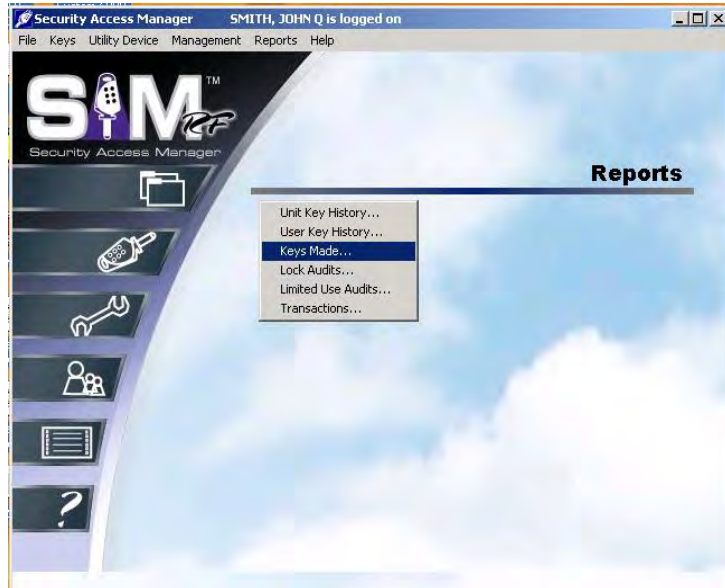 Security Access Manager SMITH, JOHN Q is logged on
File Keys Utility Device Management Reports Help
SAM TM
RF
Security Access Manager
Reports
Unit Key History...
User Key History...
Keys Made...
Lock Audits...
Limited Use Audits...
Transactions...
?